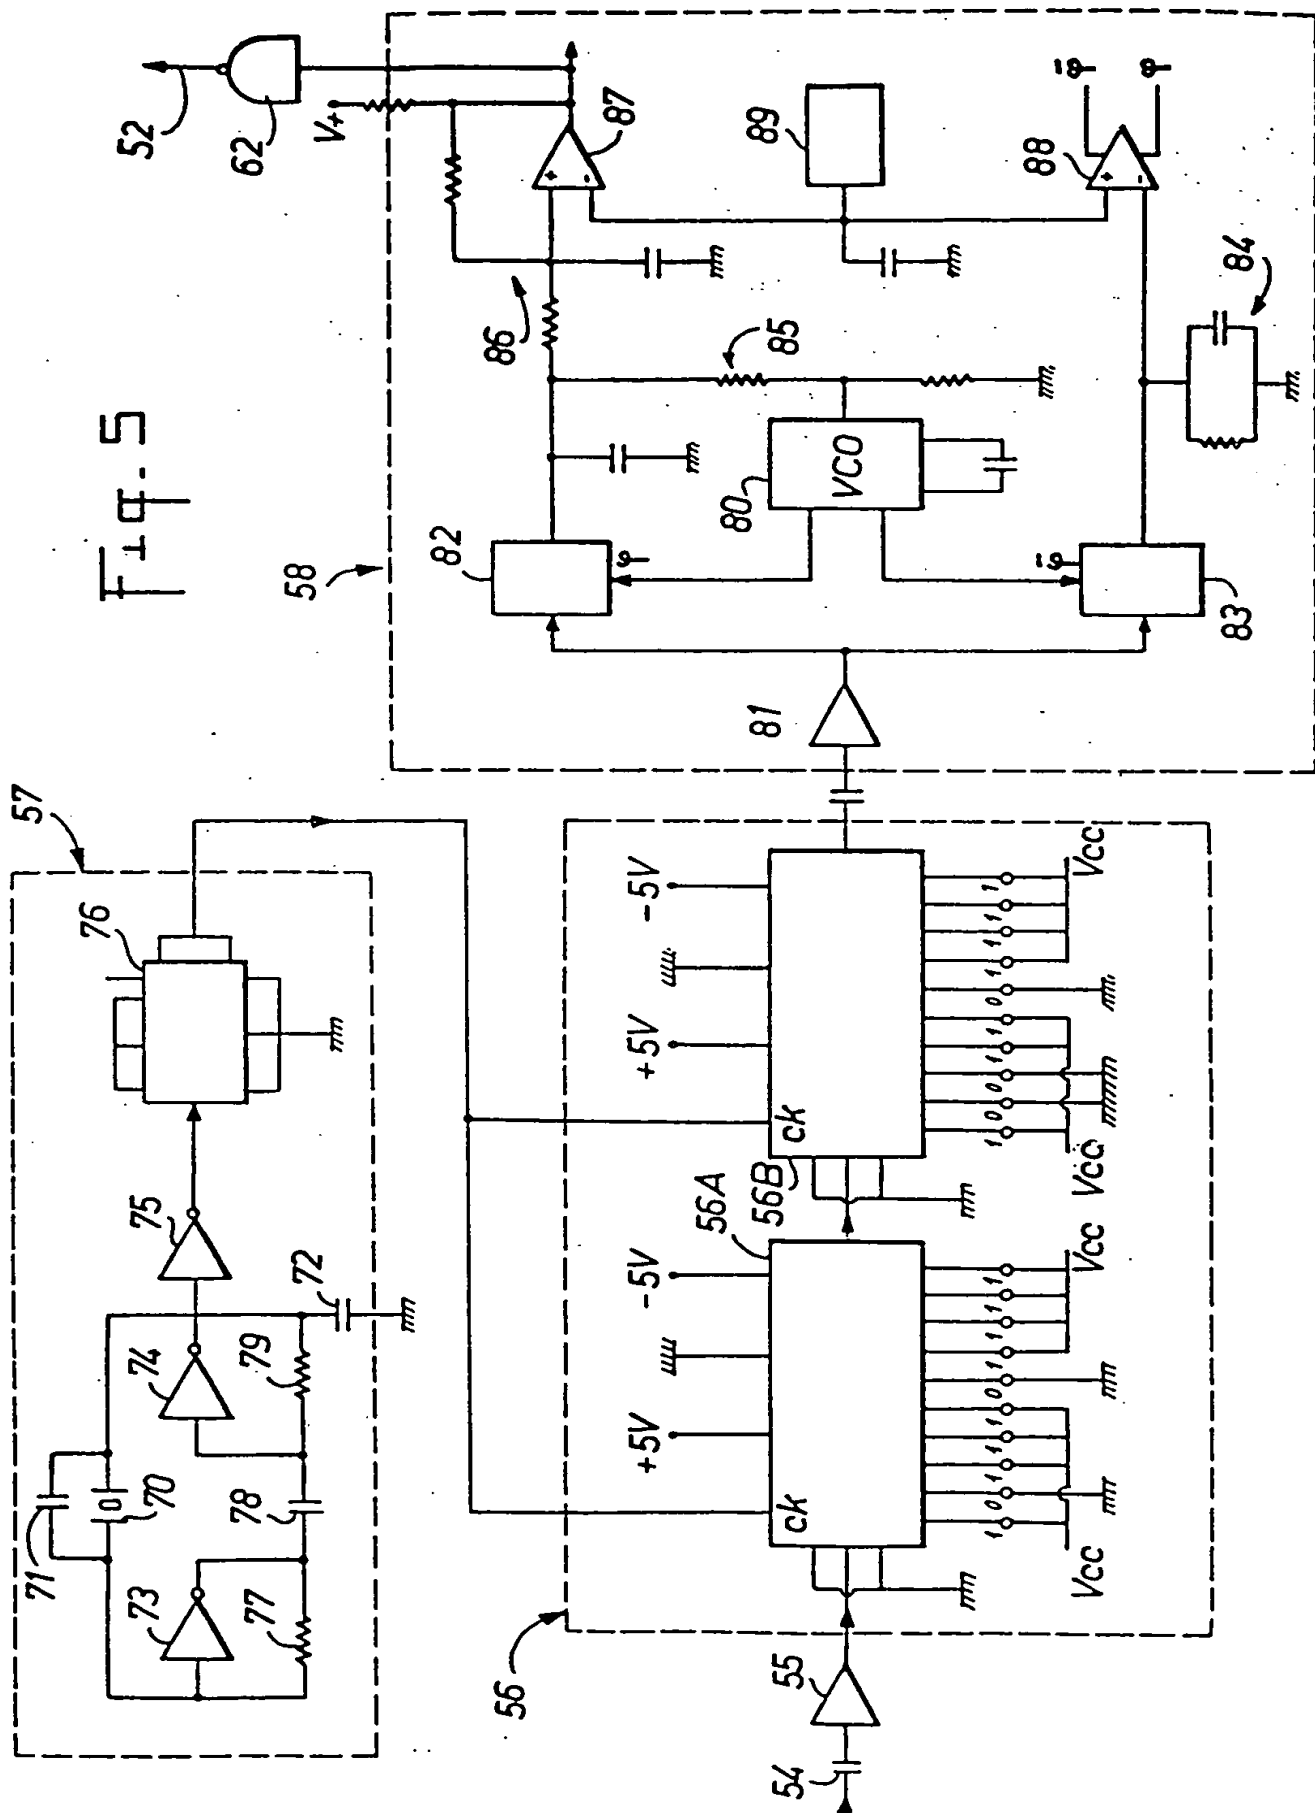 Fig. 5
57
71
70
73
74
75
76
77
78
79
72
56
54
55
56A
56B
+5V
-5V
+5V
-5V
ck
ck
1 0 1 1 1 0 1 1 1 1
1 0 0 1 1 0 1 1 1 1
Vcc
Vcc
Vcc
Vcc
58
81
82
83
φ
φ̄
80
VCO
85
86
84
V+
87
+
-
88
+
-
89
φ̄
φ
62
52